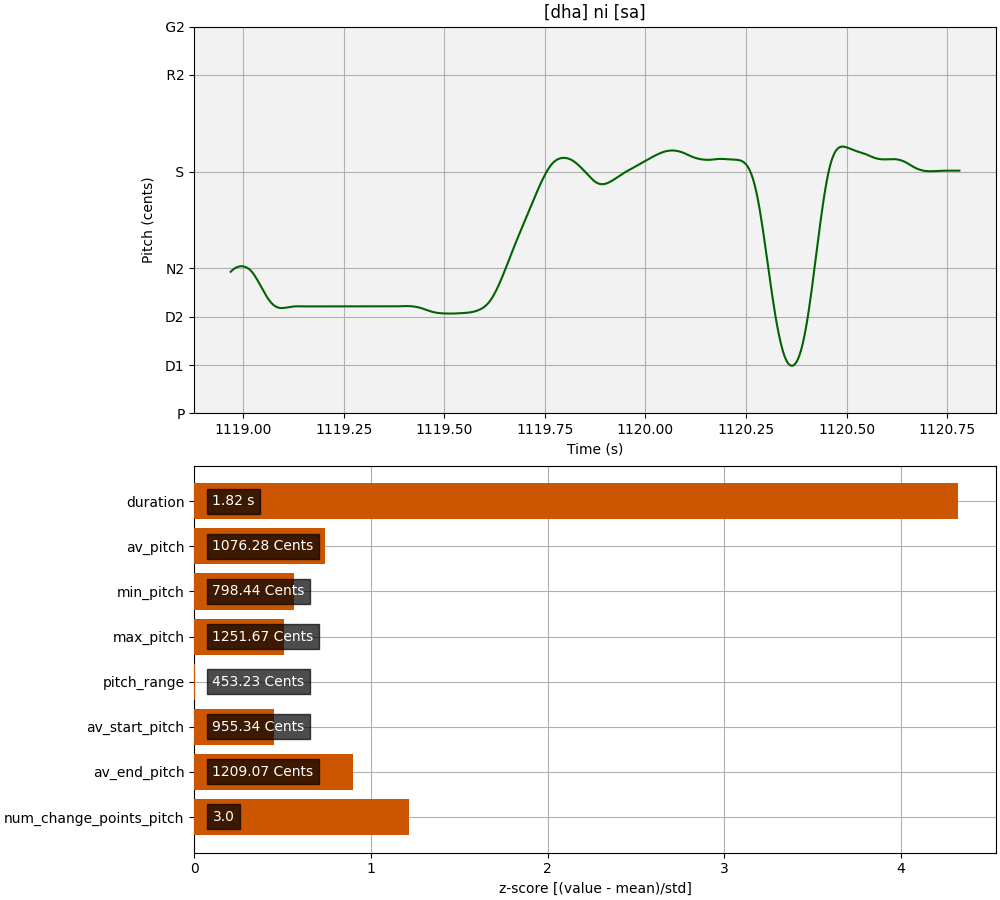 [dha] ni [sa]
G2
R2
S
N2
D2
D1
P
Pitch (cents)
1119.00 1119.25 1119.50 1119.75 1120.00 1120.25 1120.50 1120.75
Time (s)
duration 1.82 s
av_pitch 1076.28 Cents
min_pitch 798.44 Cents
max_pitch 1251.67 Cents
pitch_range 453.23 Cents
av_start_pitch 955.34 Cents
av_end_pitch 1209.07 Cents
num_change_points_pitch 3.0
0 1 2 3 4
z-score [(value - mean)/std]